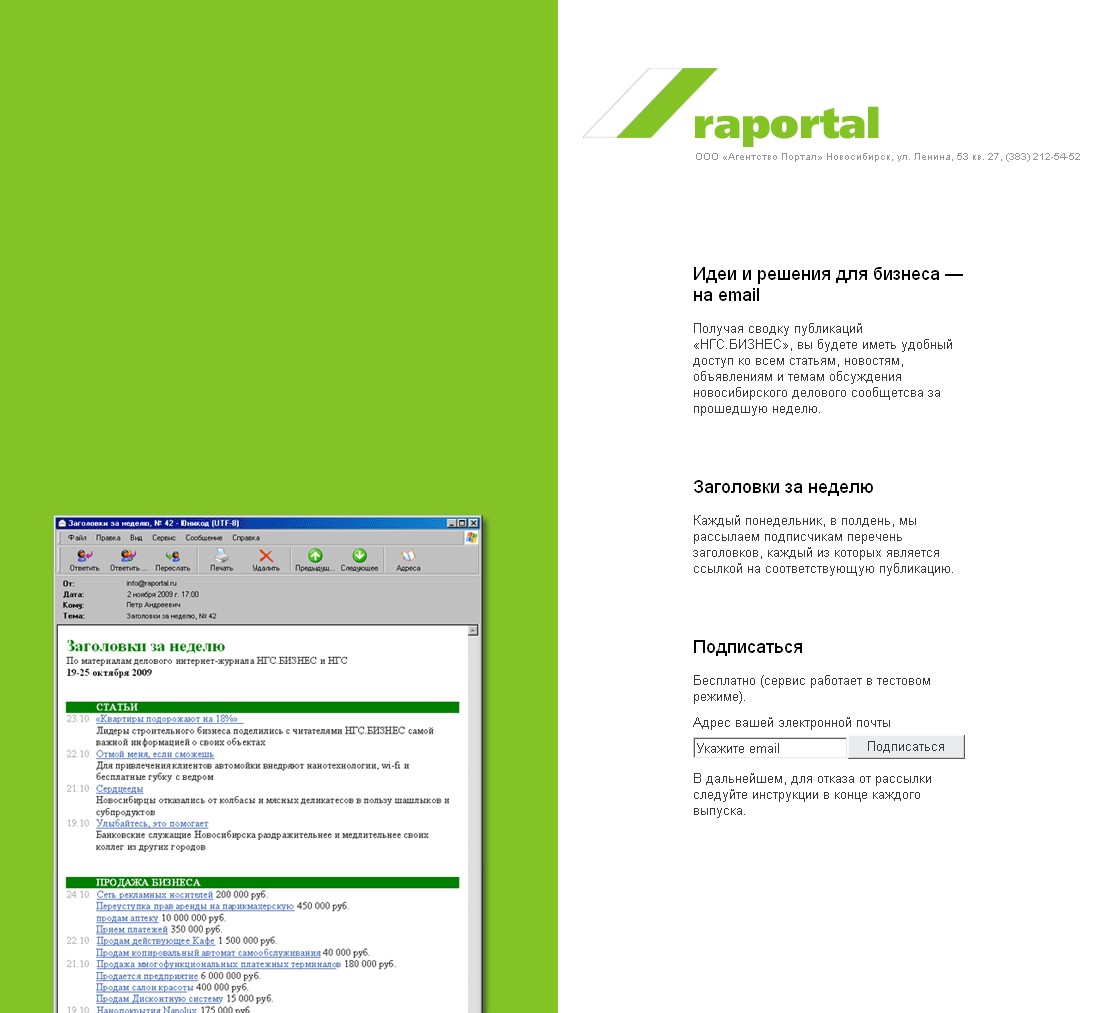 raportal
ООО «Агентство Портал» Новосибирск, ул. Ленина, 53 кв. 27, (383) 212-54-52
Идеи и решения для бизнеса —
на email
Получая сводку публикаций
«НГС.БИЗНЕС», вы будете иметь удобный
доступ ко всем статьям, новостям,
объявлениям и темам обсуждения
новосибирского делового сообщетсва за
прошедшую неделю.
Заголовки за неделю
Каждый понедельник, в полдень, мы
рассылаем подписчикам перечень
заголовков, каждый из которых является
ссылкой на соответствующую публикацию.
Подписаться
Бесплатно (сервис работает в тестовом
режиме).
Адрес вашей электронной почты
Укажите email Подписаться
В дальнейшем, для отказа от рассылки
следуйте инструкции в конце каждого
выпуска.
Заголовки за неделю, № 42 - Юникод (UTF-8)
Файл Правка Вид Сервис Сообщение Справка
Ответить Ответить ... Переслать Печать Удалить Предыдущ... Следующее Адреса
От: info@raportal.ru
Дата: 2 ноября 2009 г. 17:00
Кому: Петр Андреевич
Тема: Заголовки за неделю, № 42
Заголовки за неделю
По материалам делового интернет-журнала НГС.БИЗНЕС и НГС
19-25 октября 2009
СТАТЬИ
23.10 «Квартиры подорожают на 18%»
Лидеры строительного бизнеса поделились с читателями НГС.БИЗНЕС самой
важной информацией о своих объектах
22.10 Отмой меня, если сможешь
Для привлечения клиентов автомойки внедряют нанотехнологии, wi-fi и
бесплатные губку с ведром
21.10 Сердцееды
Новосибирцы отказались от колбасы и мясных деликатесов в пользу шашлыков и
субпродуктов
19.10 Улыбайтесь, это помогает
Банковские служащие Новосибирска раздражительнее и медлительнее своих
коллег из других городов
ПРОДАЖА БИЗНЕСА
24.10 Сеть рекламных носителей 200 000 руб.
Переуступка прав аренды на парикмахерскую 450 000 руб.
продам аптеку 10 000 000 руб.
Прием платежей 350 000 руб.
22.10 Продам действующее Кафе 1 500 000 руб.
Продам копировальный автомат самообслуживания 40 000 руб.
21.10 Продажа многофункциональных платежных терминалов 180 000 руб.
Продается предприятие 6 000 000 руб.
Продам салон красоты 400 000 руб.
Продам Дисконтную систему 15 000 руб.
19.10 Нанопокрытия Nanolux 175 000 руб.